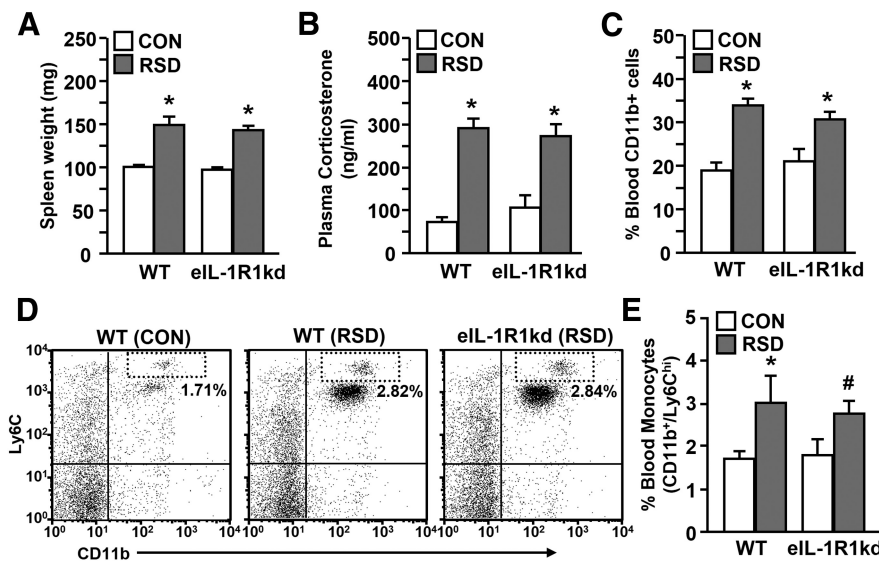 A
Spleen weight (mg)
250
200
150
100
50
0
CON
RSD
*
*
WT eIL-1R1kd
B
Plasma Corticosterone
(ng/ml)
500
400
300
200
100
0
CON
RSD
*
*
WT eIL-1R1kd
C
% Blood CD11b+ cells
50
40
30
20
10
0
CON
RSD
*
*
WT eIL-1R1kd
D
WT (CON) WT (RSD) eIL-1R1kd (RSD)
Ly6C
10⁴
10³
10²
10¹
10⁰
1.71% 2.82% 2.84%
10⁰ 10¹ 10² 10³ 10⁴ 10⁰ 10¹ 10² 10³ 10⁴ 10⁰ 10¹ 10² 10³ 10⁴
CD11b
E
% Blood Monocytes
(CD11b⁺/Ly6Cʰⁱ)
5
4
3
2
1
0
CON
RSD
*
#
WT eIL-1R1kd